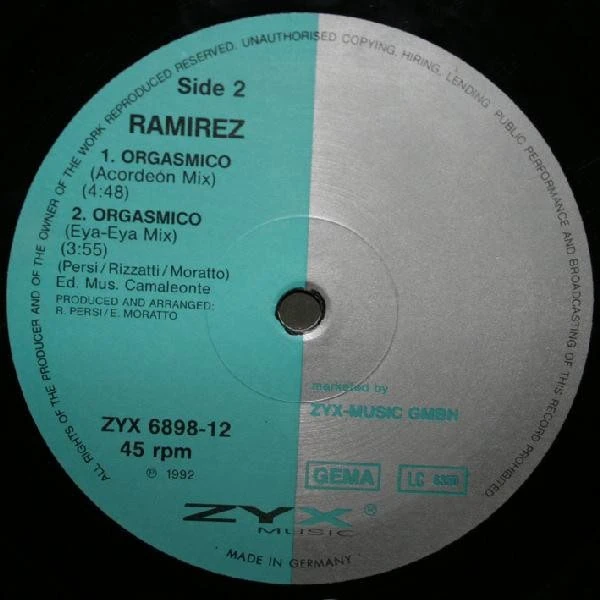 ALL RIGHTS OF THE PRODUCER AND OF THE OWNER OF THE WORK REPRODUCED RESERVED. UNAUTHORISED COPYING, HIRING, LENDING PUBLIC PERFORMANCE AND BROADCASTING OF THIS RECORD PROHIBITED
Side 2
RAMIREZ
1. ORGASMICO
(Acordeón Mix)
(4:48)
2. ORGASMICO
(Eya-Eya Mix)
(3:55)
(Persi/Rizzatti/Moratto)
Ed. Mus. Camaleonte
PRODUCED AND ARRANGED:
R. PERSI/E. MORATTO
marketed by
ZYX-MUSIC GMBH
ZYX 6898-12
45 rpm
℗ 1992
GEMA
LC
ZYX ®
MUSIC
· MADE IN GERMANY ·